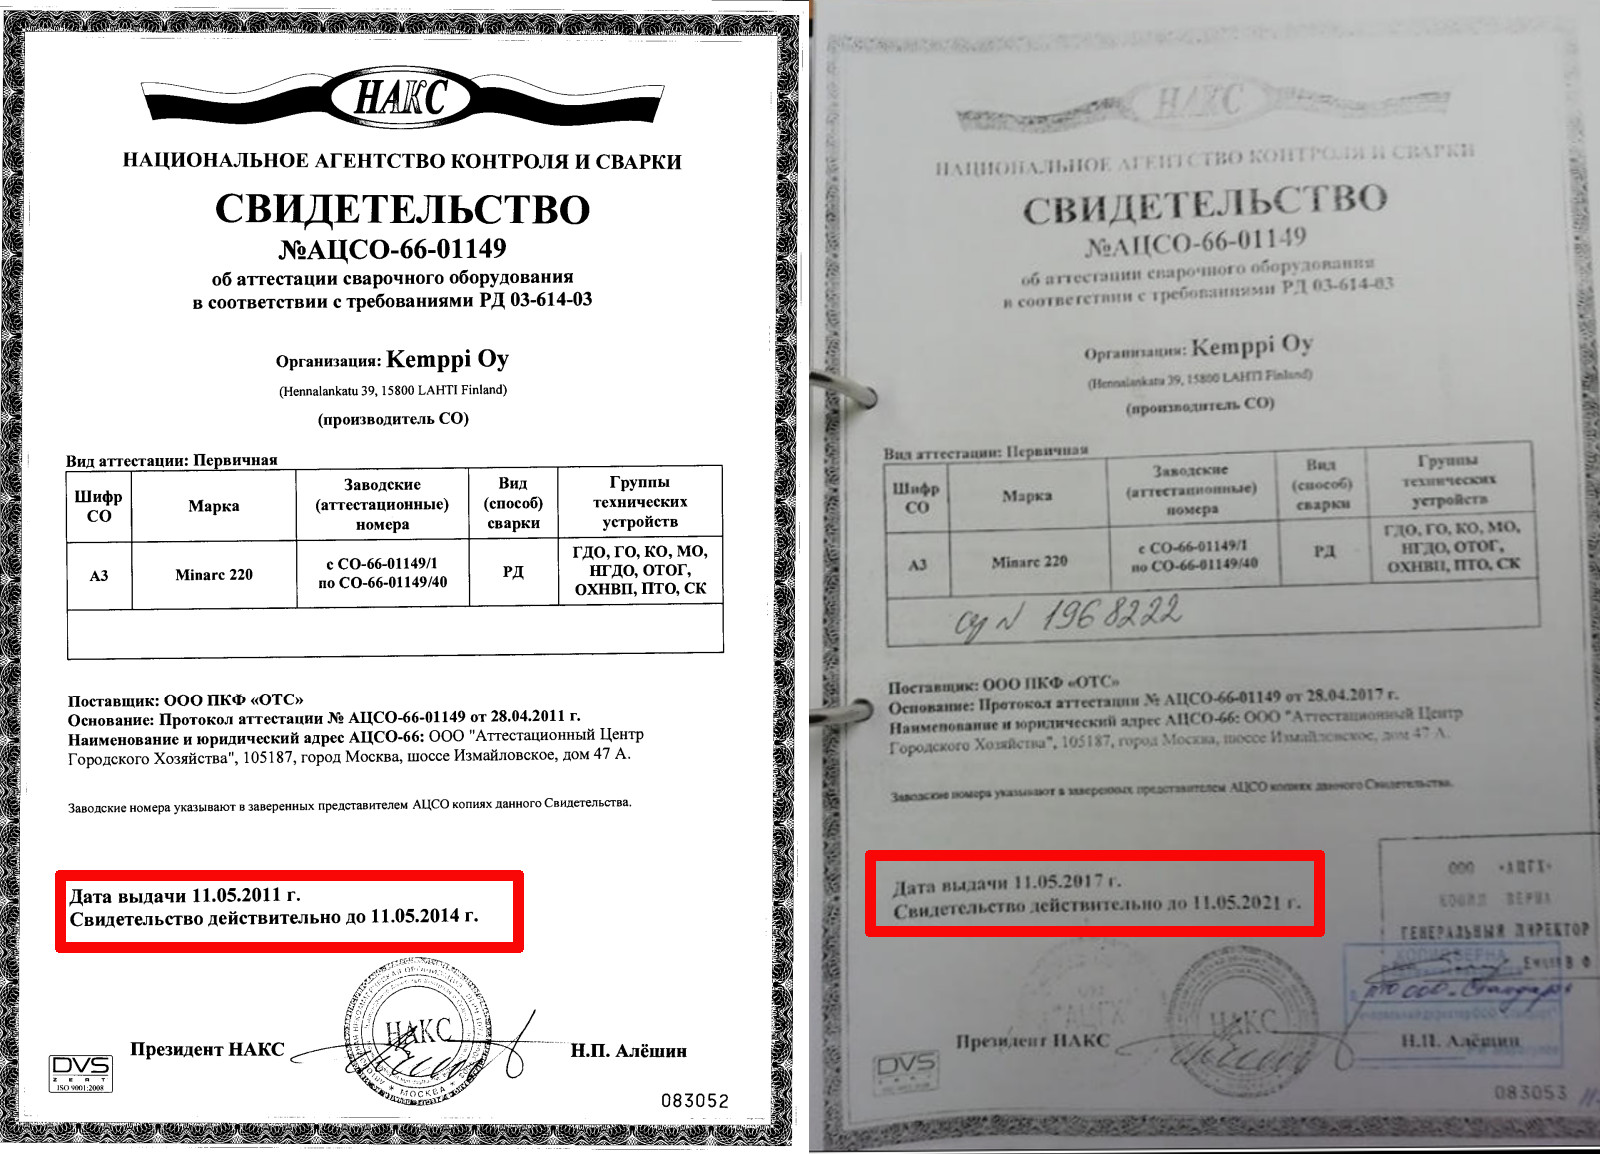 НАКС
НАЦИОНАЛЬНОЕ АГЕНТСТВО КОНТРОЛЯ И СВАРКИ
СВИДЕТЕЛЬСТВО
№АЦСО-66-01149
об аттестации сварочного оборудования
в соответствии с требованиями РД 03-614-03
Организация: Kemppi Oy
(Hennalankatu 39, 15800 LAHTI Finland)
(производитель СО)
Вид аттестации: Первичная
Шифр СО
Марка
Заводские (аттестационные) номера
Вид (способ) сварки
Группы технических устройств
А3
Minarc 220
с СО-66-01149/1
по СО-66-01149/40
РД
ГДО, ГО, КО, МО,
НГДО, ОТОГ,
ОХНВП, ПТО, СК
Поставщик: ООО ПКФ «ОТС»
Основание: Протокол аттестации № АЦСО-66-01149 от 28.04.2011 г.
Наименование и юридический адрес АЦСО-66: ООО "Аттестационный Центр
Городского Хозяйства", 105187, город Москва, шоссе Измайловское, дом 47 А.
Заводские номера указывают в заверенных представителем АЦСО копиях данного Свидетельства.
Дата выдачи 11.05.2011 г.
Свидетельство действительно до 11.05.2014 г.
НАКС
МОСКВА
Президент НАКС
Н.П. Алёшин
DVS
ZERT
ISO 9001:2008
083052
НАКС
НАЦИОНАЛЬНОЕ АГЕНТСТВО КОНТРОЛЯ И СВАРКИ
СВИДЕТЕЛЬСТВО
№АЦСО-66-01149
об аттестации сварочного оборудования
в соответствии с требованиями РД 03-614-03
Организация: Kemppi Oy
(Hennalankatu 39, 15800 LAHTI Finland)
(производитель СО)
Вид аттестации: Первичная
Шифр СО
Марка
Заводские (аттестационные) номера
Вид (способ) сварки
Группы технических устройств
А3
Minarc 220
с СО-66-01149/1
по СО-66-01149/40
РД
ГДО, ГО, КО, МО,
НГДО, ОТОГ,
ОХНВП, ПТО, СК
N 1968222
Поставщик: ООО ПКФ «ОТС»
Основание: Протокол аттестации № АЦСО-66-01149 от 28.04.2017 г.
Наименование и юридический адрес АЦСО-66: ООО "Аттестационный Центр
Городского Хозяйства", 105187, город Москва, шоссе Измайловское, дом 47 А.
Заводские номера указывают в заверенных представителем АЦСО копиях данного Свидетельства.
Дата выдачи 11.05.2017 г.
Свидетельство действительно до 11.05.2021 г.
ООО «АЦГХ»
КОПИЯ ВЕРНА
ГЕНЕРАЛЬНЫЙ ДИРЕКТОР
КОПИЯ ВЕРНА
АЦГХ
НАКС
Президент НАКС
Н.П. Алёшин
DVS
083053